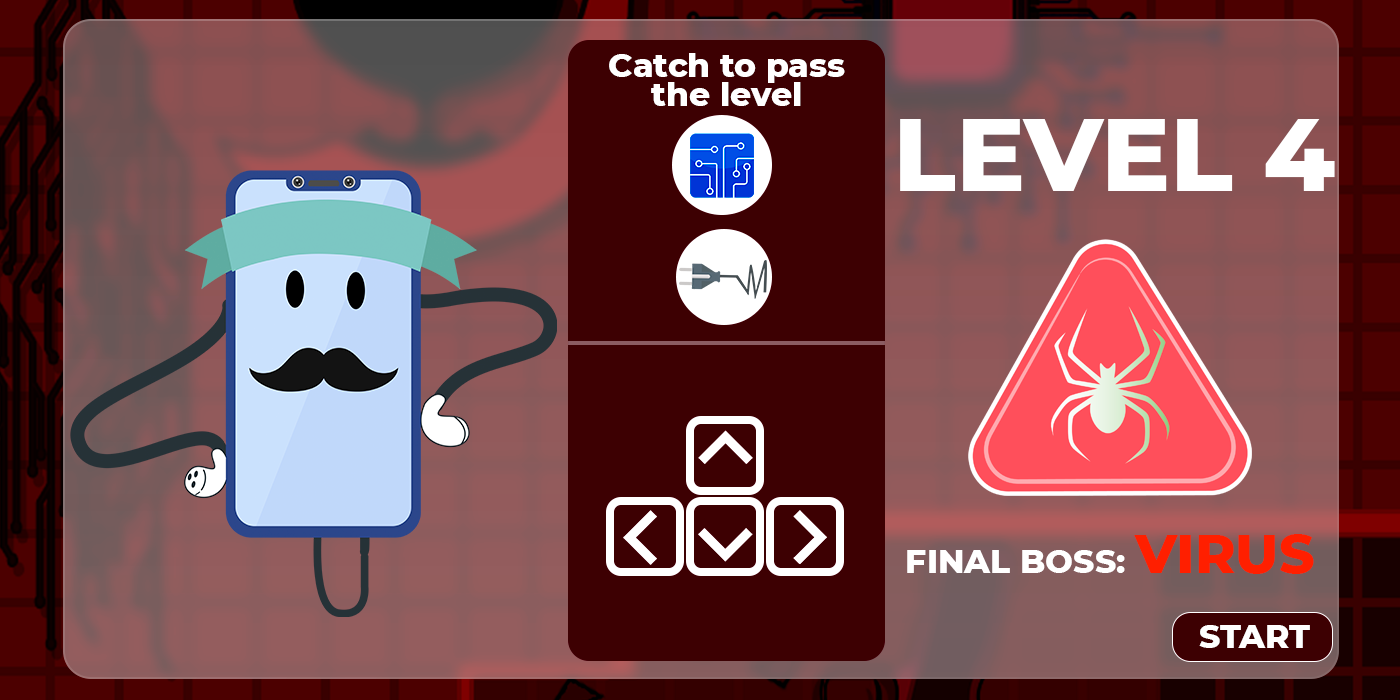 Catch to pass
the level
LEVEL 4
FINAL BOSS: VIRUS
START